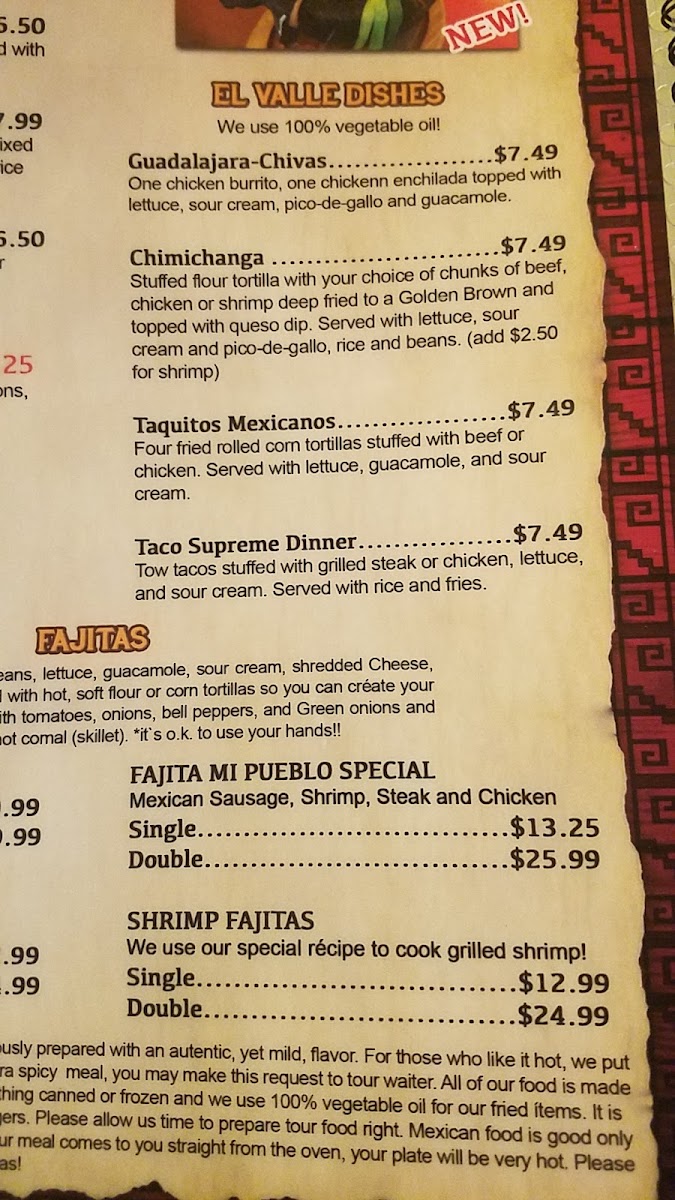 5.50
d with
7.99
ixed
ice
5.50
r
25
ons,
NEW!
EL VALLE DISHES
We use 100% vegetable oil!
Guadalajara-Chivas..................$7.49
One chicken burrito, one chickenn enchilada topped with
lettuce, sour cream, pico-de-gallo and guacamole.
Chimichanga .........................$7.49
Stuffed flour tortilla with your choice of chunks of beef,
chicken or shrimp deep fried to a Golden Brown and
topped with queso dip. Served with lettuce, sour
cream and pico-de-gallo, rice and beans. (add $2.50
for shrimp)
Taquitos Mexicanos...................$7.49
Four fried rolled corn tortillas stuffed with beef or
chicken. Served with lettuce, guacamole, and sour
cream.
Taco Supreme Dinner.................$7.49
Tow tacos stuffed with grilled steak or chicken, lettuce,
and sour cream. Served with rice and fries.
FAJITAS
eans, lettuce, guacamole, sour cream, shredded Cheese,
with hot, soft flour or corn tortillas so you can créate your
ith tomatoes, onions, bell peppers, and Green onions and
hot comal (skillet). *it`s o.k. to use your hands!!
.99
.99
FAJITA MI PUEBLO SPECIAL
Mexican Sausage, Shrimp, Steak and Chicken
Single.................................$13.25
Double................................$25.99
.99
.99
SHRIMP FAJITAS
We use our special récipe to cook grilled shrimp!
Single..................................$12.99
Double.................................$24.99
ously prepared with an autentic, yet mild, flavor. For those who like it hot, we put
ra spicy meal, you may make this request to tour waiter. All of our food is made
thing canned or frozen and we use 100% vegetable oil for our fried ítems. It is
gers. Please allow us time to prepare tour food right. Mexican food is good only
ur meal comes to you straight from the oven, your plate will be very hot. Please
as!